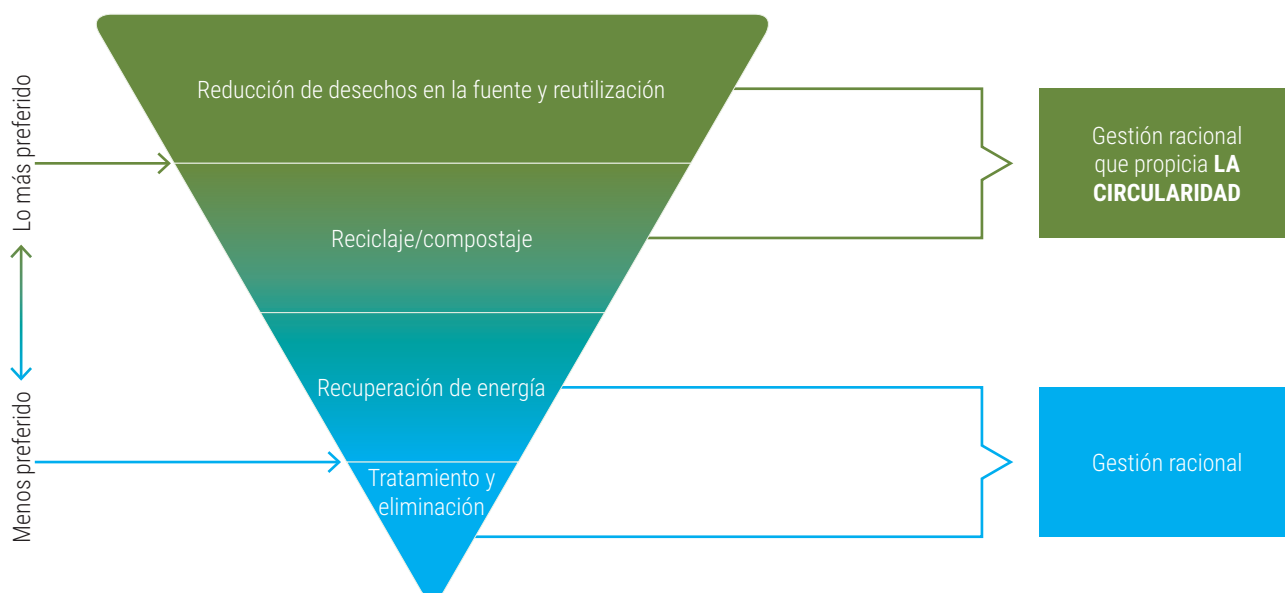 Lo más preferido
Menos preferido
Reducción de desechos en la fuente y reutilización
Reciclaje/compostaje
Recuperación de energía
Tratamiento y
eliminación
Gestión racional
que propicia LA
CIRCULARIDAD
Gestión racional